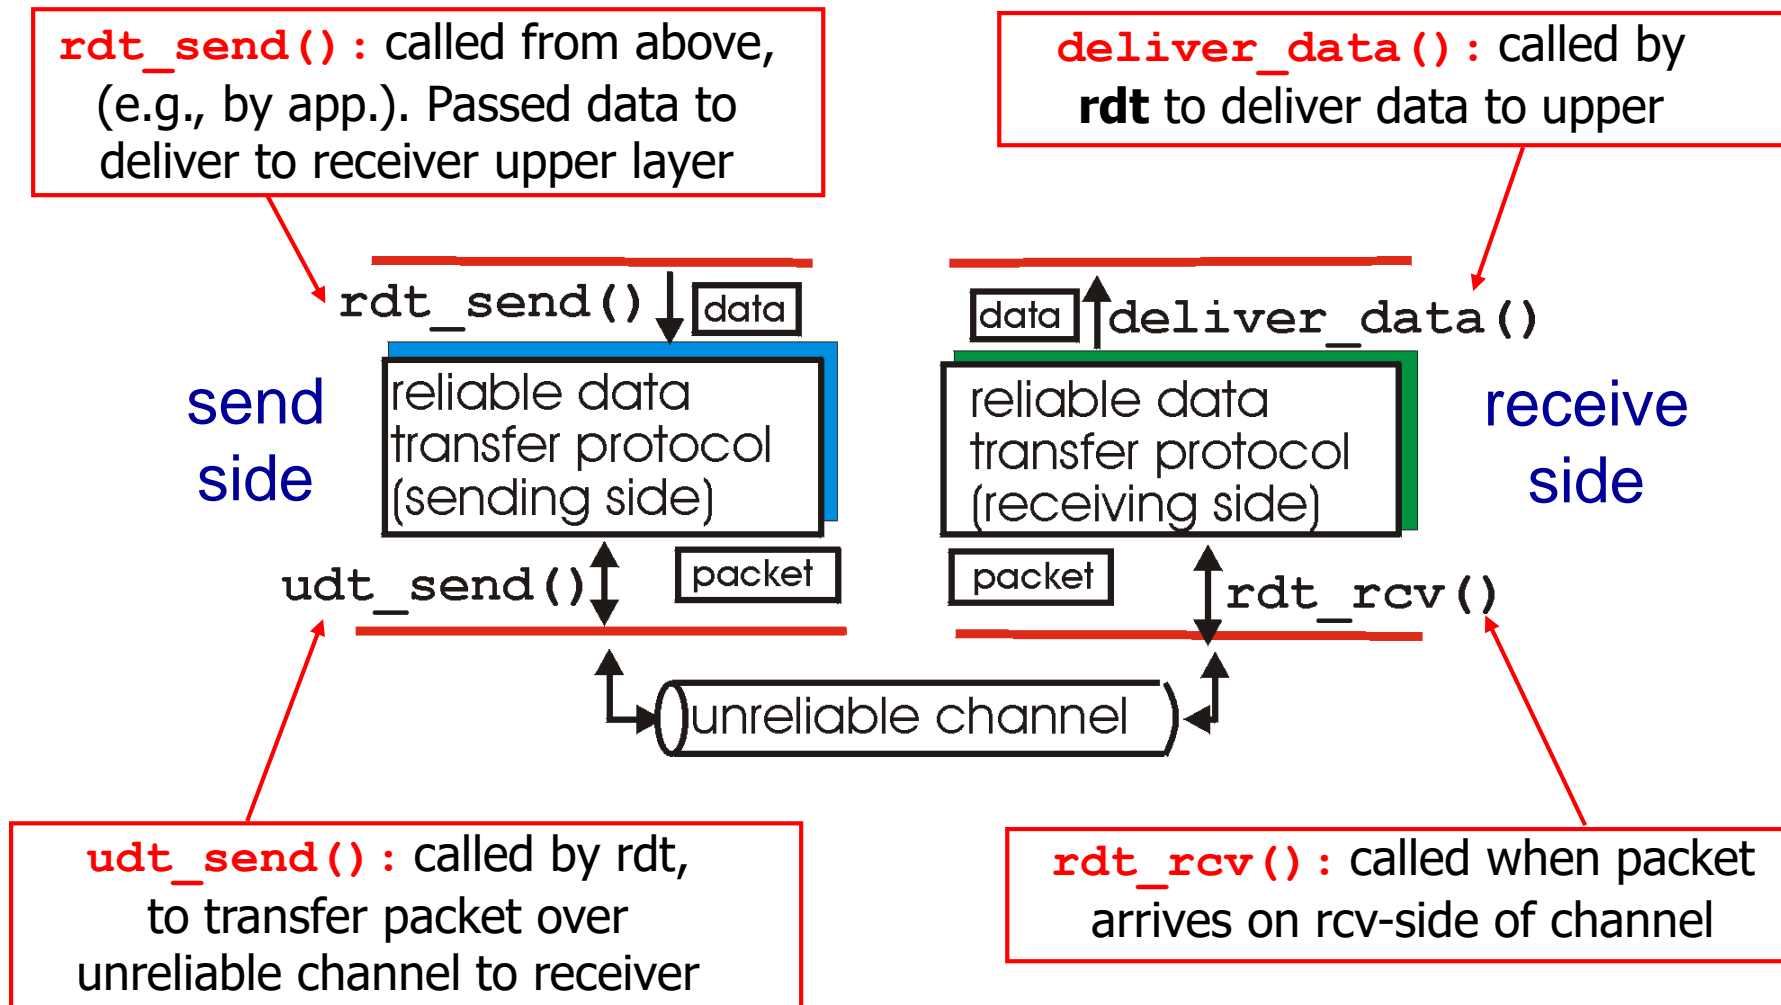 rdt_send(): called from above,
(e.g., by app.). Passed data to
deliver to receiver upper layer
deliver_data(): called by
rdt to deliver data to upper
rdt_send()
data
data
deliver_data()
send
side
reliable data
transfer protocol
(sending side)
reliable data
transfer protocol
(receiving side)
receive
side
udt_send()
packet
packet
rdt_rcv()
unreliable channel
udt_send(): called by rdt,
to transfer packet over
unreliable channel to receiver
rdt_rcv(): called when packet
arrives on rcv-side of channel